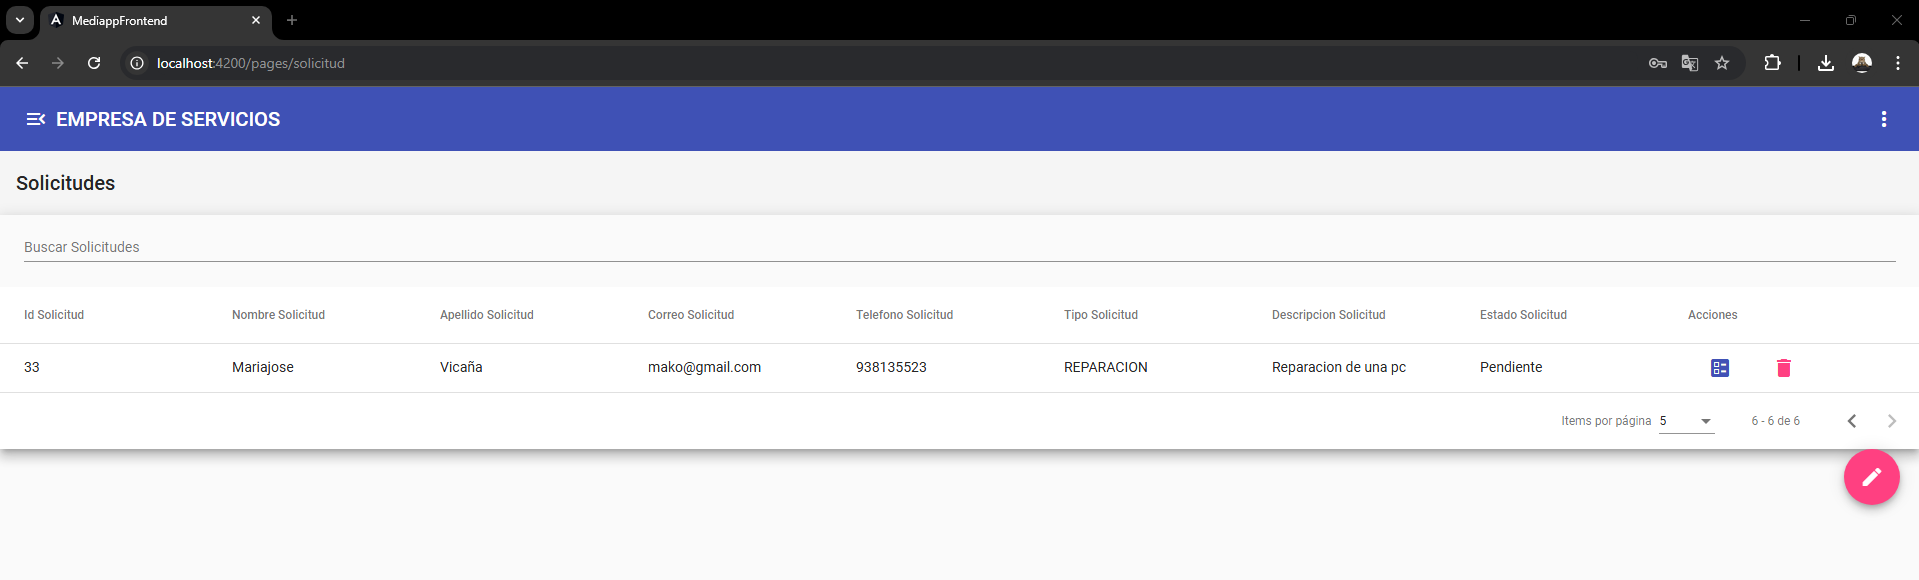 MediappFrontend
localhost:4200/pages/solicitud
EMPRESA DE SERVICIOS
Solicitudes
Buscar Solicitudes
Id Solicitud Nombre Solicitud Apellido Solicitud Correo Solicitud Telefono Solicitud Tipo Solicitud Descripcion Solicitud Estado Solicitud Acciones
33 Mariajose Vicaña mako@gmail.com 938135523 REPARACION Reparacion de una pc Pendiente
Items por página 5 6 - 6 de 6